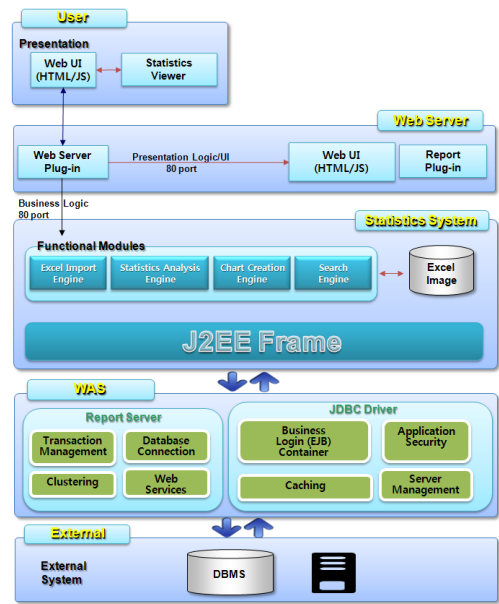 User
Presentation
Web UI
(HTML/JS)
Statistics
Viewer
Web Server
Web Server
Plug-in
Presentation Logic/UI
80 port
Web UI
(HTML/JS)
Report
Plug-in
Business Logic
80 port
Statistics System
Functional Modules
Excel Import
Engine
Statistics Analysis
Engine
Chart Creation
Engine
Search
Engine
Excel
Image
J2EE Frame
WAS
Report Server
Transaction
Management
Database
Connection
Clustering
Web
Services
JDBC Driver
Business
Login (EJB)
Container
Application
Security
Caching
Server
Management
External
External
System
DBMS